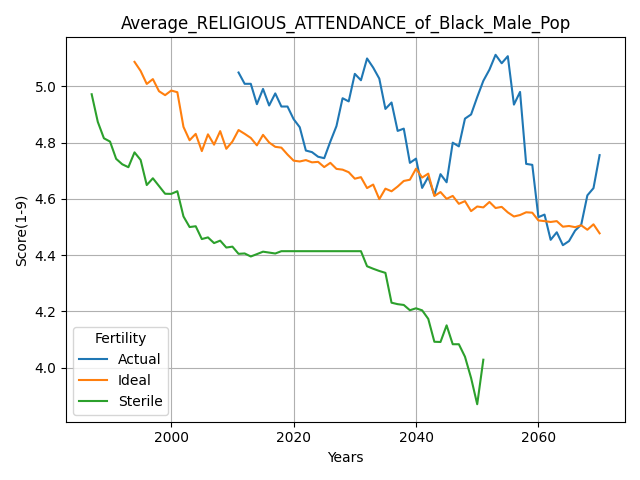 Average_RELIGIOUS_ATTENDANCE_of_Black_Male_Pop
Score(1-9)
5.0
4.8
4.6
4.4
4.2
4.0
Fertility
Actual
Ideal
Sterile
2000
2020
2040
2060
Years